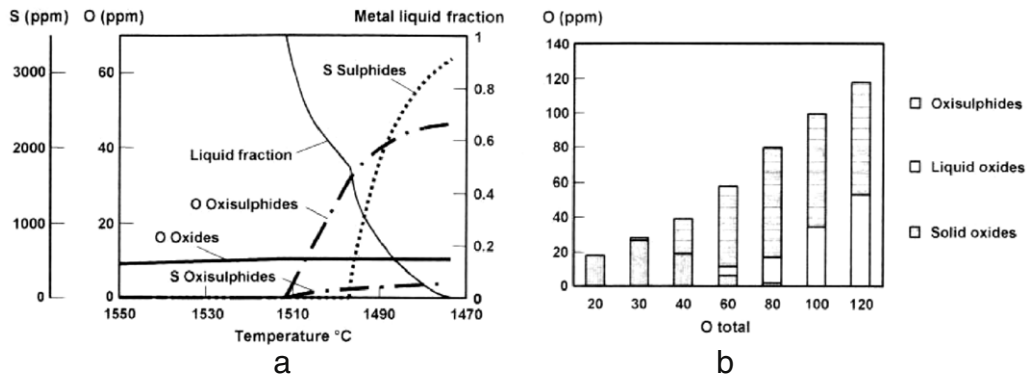 S (ppm) O (ppm) Metal liquid fraction
3000 60 1
2000 40 0.8
1000 20 0.6
0 0 0.4
0.2
0
S Sulphides
Liquid fraction
O Oxisulphides
O Oxides
S Oxisulphides
1550 1530 1510 1490 1470
Temperature °C
a
O (ppm)
140
120
100
80
60
40
20
0
20 30 40 60 80 100 120
O total
Oxisulphides
Liquid oxides
Solid oxides
b